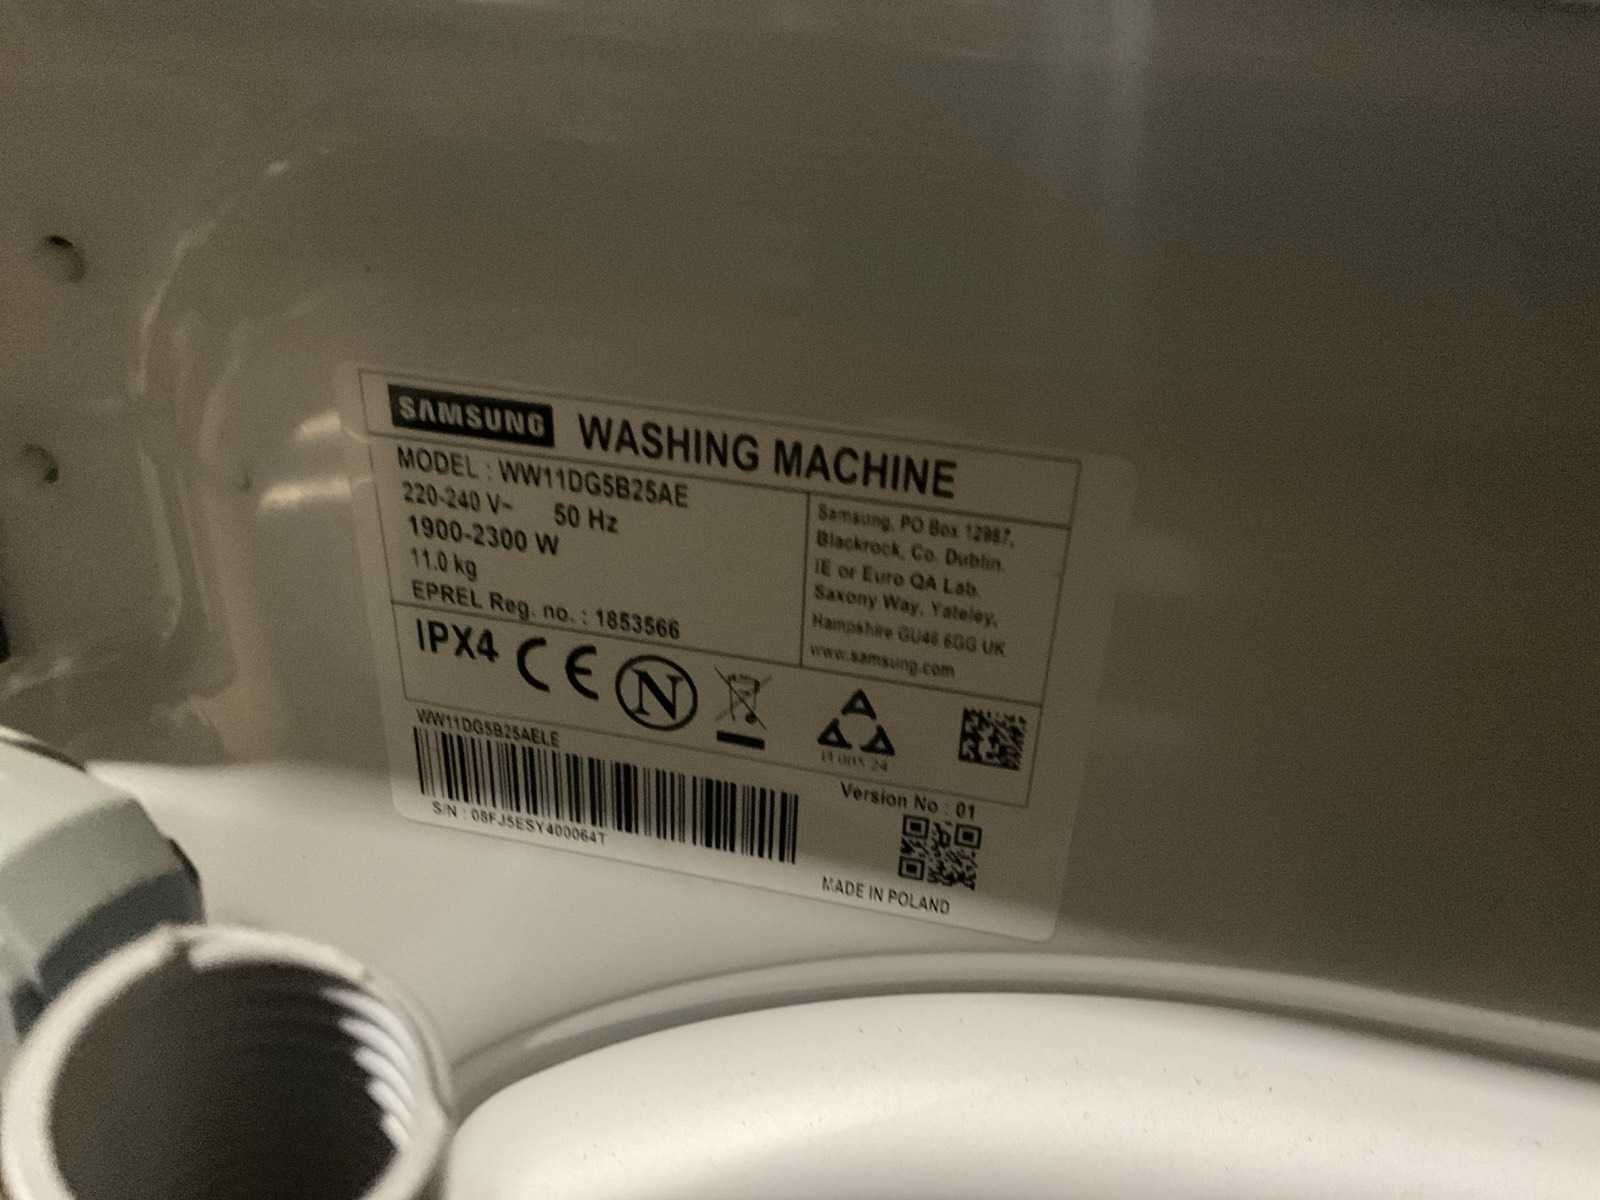 SAMSUNG WASHING MACHINE
MODEL : WW11DG5B25AE
220-240 V~ 50 Hz
1900-2300 W
11.0 kg
EPREL Reg. no. : 1853566
Samsung, PO Box 12987,
Blackrock, Co. Dublin.
IE or Euro QA Lab.
Saxony Way, Yateley,
Hampshire GU46 6GG UK
www.samsung.com
IPX4 CE N
WW11DG5B25AELE
S/N : 08FJ5ESY400064T
Version No : 01
MADE IN POLAND